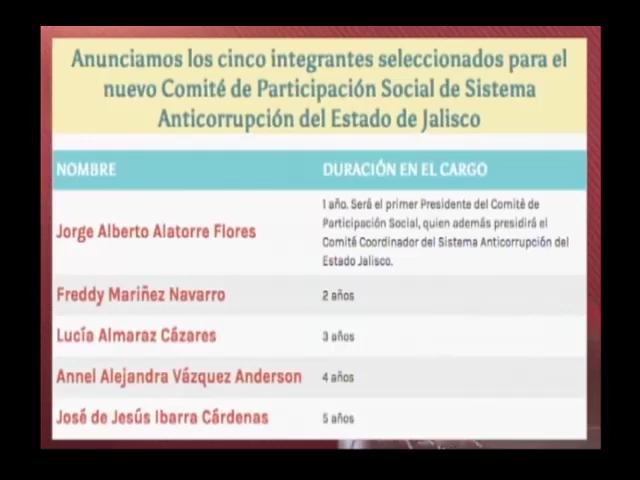 Anunciamos los cinco integrantes seleccionados para el
nuevo Comité de Participación Social de Sistema
Anticorrupción del Estado de Jalisco
NOMBRE DURACIÓN EN EL CARGO
Jorge Alberto Alatorre Flores
1 año. Será el primer Presidente del Comité de
Participación Social, quien además presidirá el
Comité Coordinador del Sistema Anticorrupción del
Estado Jalisco.
Freddy Mariñez Navarro 2 años
Lucía Almaraz Cázares 3 años
Annel Alejandra Vázquez Anderson 4 años
José de Jesús Ibarra Cárdenas 5 años